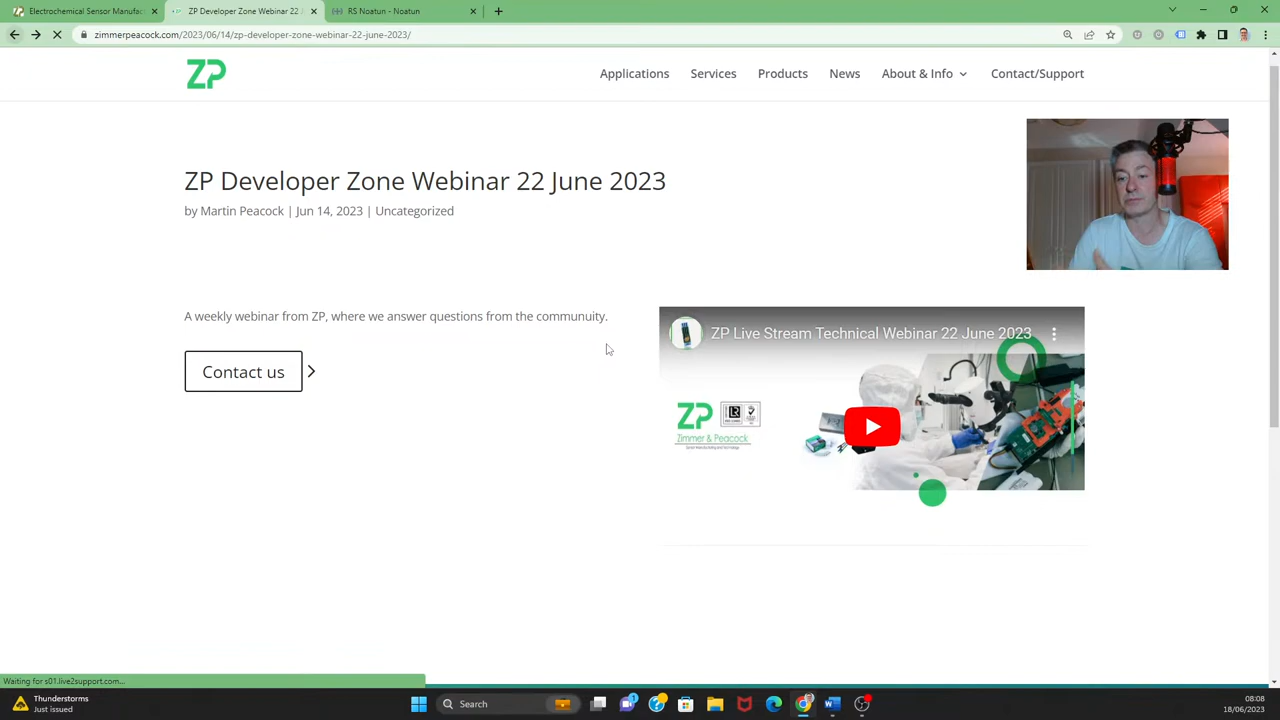 Electrochemical Sensor Manufac
ZP Developer Zone Webinar 22 J
RS Noatun - Noatun
zimmerpeacock.com/2023/06/14/zp-developer-zone-webinar-22-june-2023/
ZP
Applications
Services
Products
News
About & Info
Contact/Support
ZP Developer Zone Webinar 22 June 2023
by Martin Peacock | Jun 14, 2023 | Uncategorized
A weekly webinar from ZP, where we answer questions from the commuunity.
Contact us
ZP Live Stream Technical Webinar 22 June 2023
ZP
Zimmer & Peacock
Waiting for s01.live2support.com...
Thunderstorms
Just issued
Search
1
08:08
18/06/2023